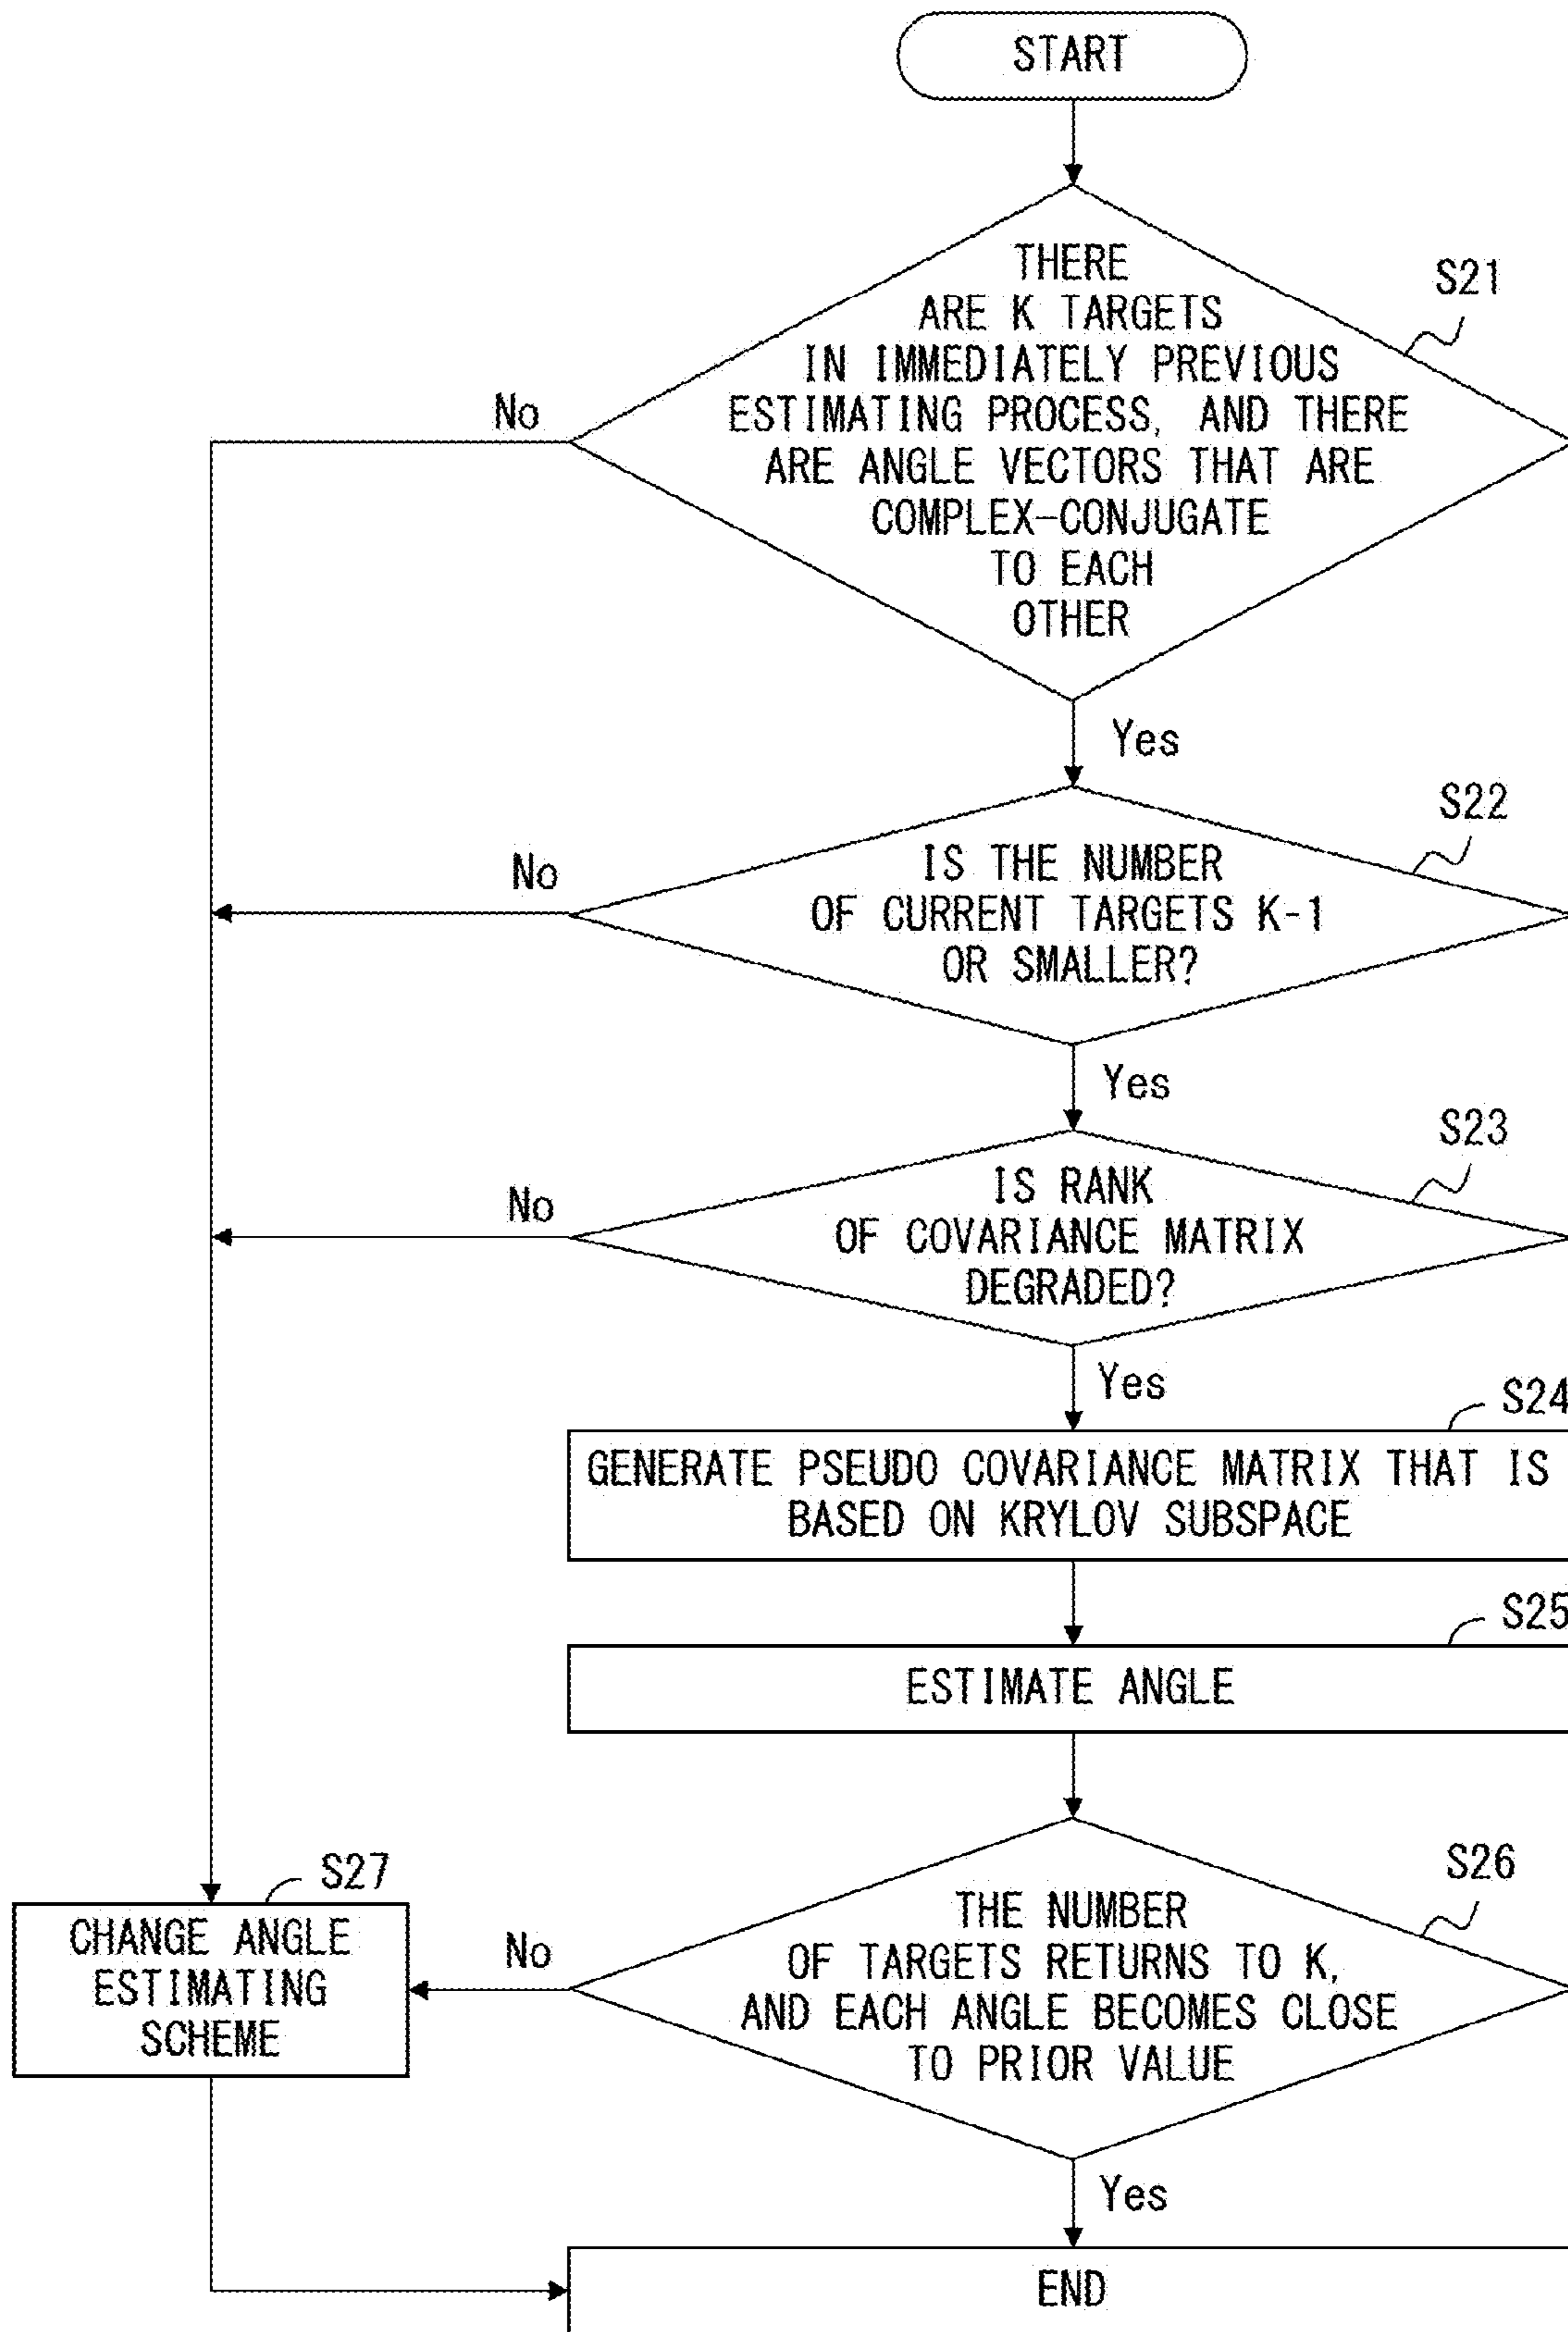 START
THERE
ARE K TARGETS
IN IMMEDIATELY PREVIOUS
ESTIMATING PROCESS, AND THERE
ARE ANGLE VECTORS THAT ARE
COMPLEX-CONJUGATE
TO EACH
OTHER
S21
No
Yes
IS THE NUMBER
OF CURRENT TARGETS K-1
OR SMALLER?
S22
No
Yes
IS RANK
OF COVARIANCE MATRIX
DEGRADED?
S23
No
Yes
S24
GENERATE PSEUDO COVARIANCE MATRIX THAT IS
BASED ON KRYLOV SUBSPACE
S25
ESTIMATE ANGLE
S26
THE NUMBER
OF TARGETS RETURNS TO K,
AND EACH ANGLE BECOMES CLOSE
TO PRIOR VALUE
No
S27
CHANGE ANGLE
ESTIMATING
SCHEME
Yes
END